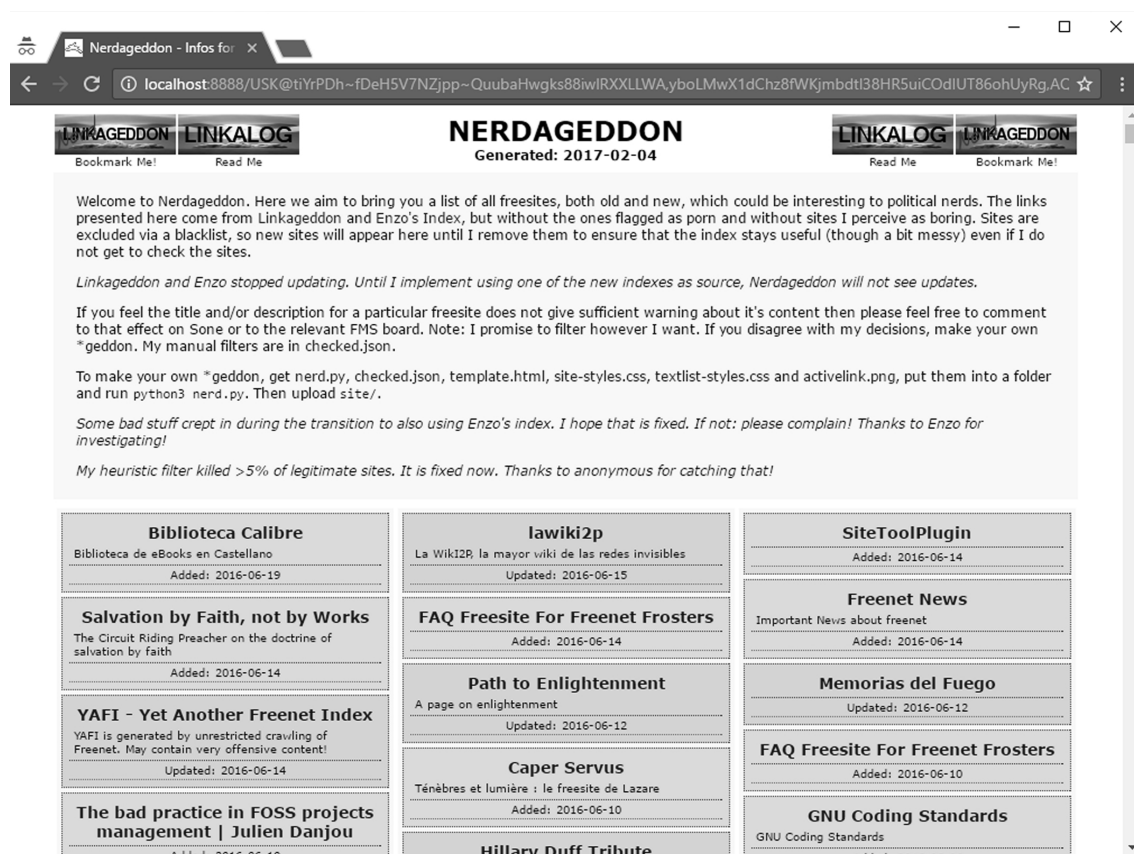 Nerdageddon - Infos for
localhost:8888/USK@tiYrPDh~fDeH5V7NZjpp~QuubaHwgks88iwlRXXLLWA,yboLMwX1dChz8fWKjmbdtI38HR5uiCOdIUT86ohUyRg,AC
LINKAGEDDON
Bookmark Me!
LINKALOG
Read Me
NERDAGEDDON
Generated: 2017-02-04
LINKALOG
Read Me
LINKAGEDDON
Bookmark Me!
Welcome to Nerdageddon. Here we aim to bring you a list of all freesites, both old and new, which could be interesting to political nerds. The links
presented here come from Linkageddon and Enzo's Index, but without the ones flagged as porn and without sites I perceive as boring. Sites are
excluded via a blacklist, so new sites will appear here until I remove them to ensure that the index stays useful (though a bit messy) even if I do
not get to check the sites.
Linkageddon and Enzo stopped updating. Until I implement using one of the new indexes as source, Nerdageddon will not see updates.
If you feel the title and/or description for a particular freesite does not give sufficient warning about it's content then please feel free to comment
to that effect on Sone or to the relevant FMS board. Note: I promise to filter however I want. If you disagree with my decisions, make your own
*geddon. My manual filters are in checked.json.
To make your own *geddon, get nerd.py, checked.json, template.html, site-styles.css, textlist-styles.css and activelink.png, put them into a folder
and run python3 nerd.py. Then upload site/.
Some bad stuff crept in during the transition to also using Enzo's index. I hope that is fixed. If not: please complain! Thanks to Enzo for
investigating!
My heuristic filter killed >5% of legitimate sites. It is fixed now. Thanks to anonymous for catching that!
Biblioteca Calibre
Biblioteca de eBooks en Castellano
Added: 2016-06-19
Salvation by Faith, not by Works
The Circuit Riding Preacher on the doctrine of
salvation by faith
Added: 2016-06-14
YAFI - Yet Another Freenet Index
YAFI is generated by unrestricted crawling of
Freenet. May contain very offensive content!
Updated: 2016-06-14
The bad practice in FOSS projects
management | Julien Danjou
lawiki2p
La WikI2P, la mayor wiki de las redes invisibles
Updated: 2016-06-15
FAQ Freesite For Freenet Frosters
Added: 2016-06-14
Path to Enlightenment
A page on enlightenment
Updated: 2016-06-12
Caper Servus
Ténèbres et lumière : le freesite de Lazare
Added: 2016-06-10
Hillary Duff Tribute
SiteToolPlugin
Added: 2016-06-14
Freenet News
Important News about freenet
Added: 2016-06-14
Memorias del Fuego
Updated: 2016-06-12
FAQ Freesite For Freenet Frosters
Added: 2016-06-10
GNU Coding Standards
GNU Coding Standards